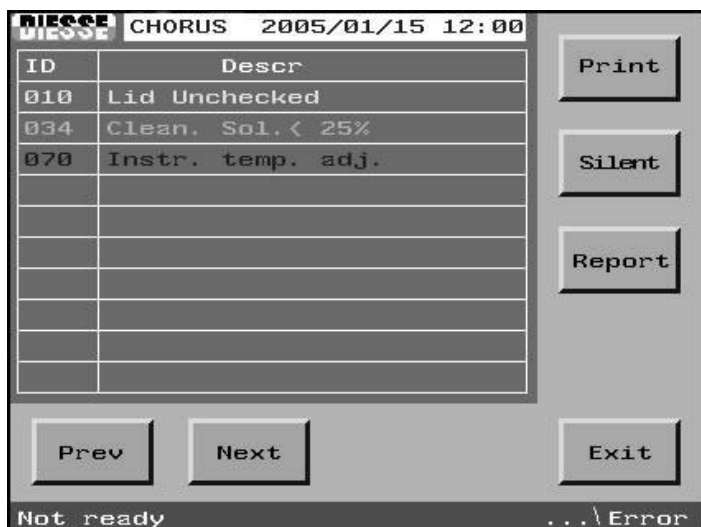 DIESSE CHORUS 2005/01/15 12:00
ID Descr
010 Lid Unchecked
034 Clean. Sol.< 25%
070 Instr. temp. adj.
Print
Silent
Report
Prev Next Exit
Not ready ...\Error